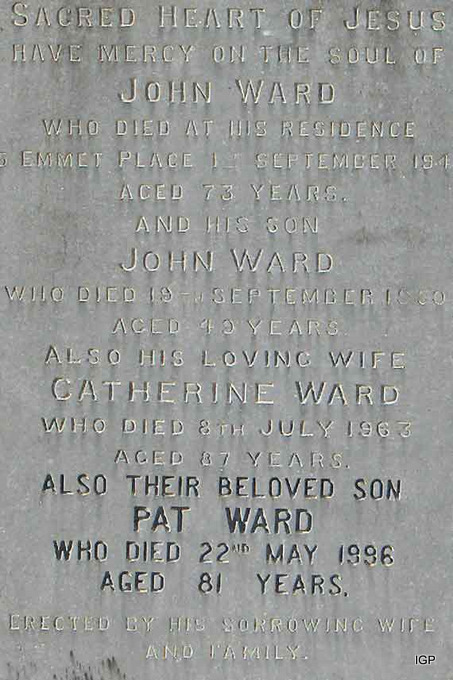 SACRED HEART OF JESUS
HAVE MERCY ON THE SOUL OF
JOHN WARD
WHO DIED AT HIS RESIDENCE
EMMET PLACE 1ST SEPTEMBER 194
AGED 73 YEARS.
AND HIS SON
JOHN WARD
WHO DIED 19TH SEPTEMBER
AGED YEARS.
ALSO HIS LOVING WIFE
CATHERINE WARD
WHO DIED 8TH JULY 1963
AGED 87 YEARS.
ALSO THEIR BELOVED SON
PAT WARD
WHO DIED 22ND MAY 1996
AGED 81 YEARS.
ERECTED BY HIS SORROWING WIFE
AND FAMILY.
IGP